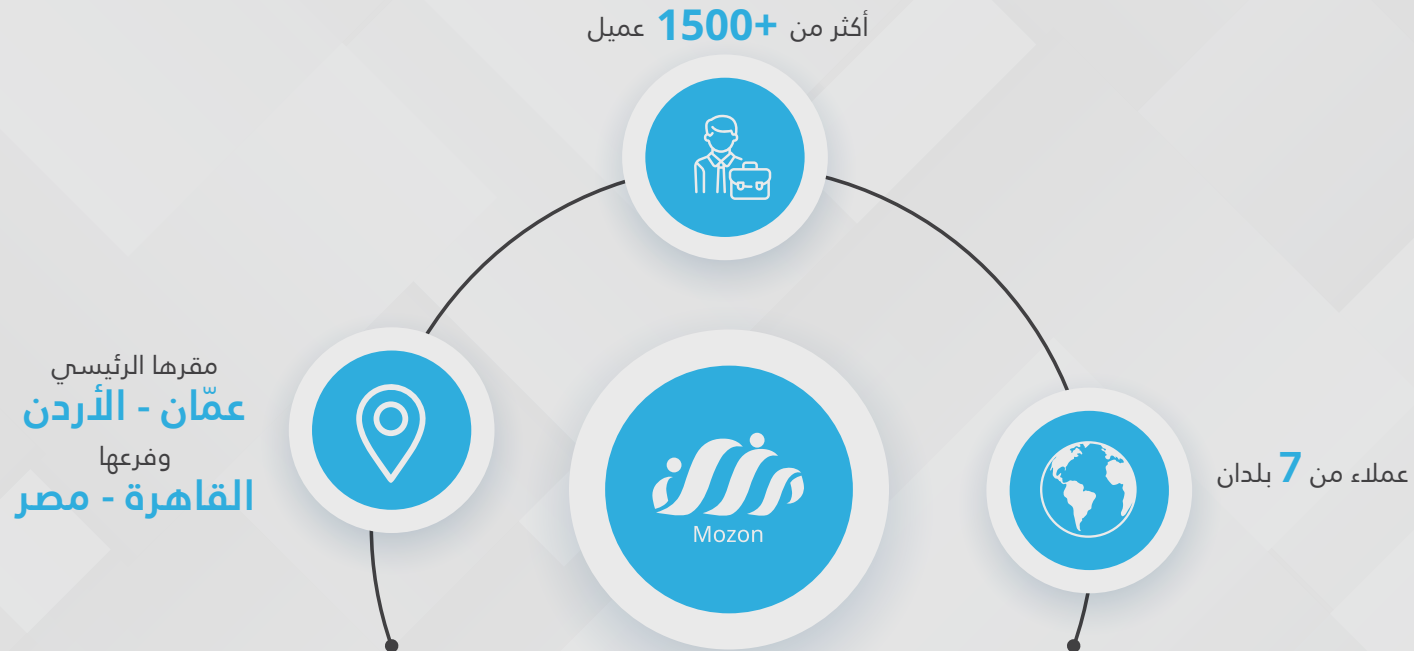 أكثر من +1500 عميل
مقرها الرئيسي
عمّان - الأردن
وفرعها
القاهرة - مصر
عملاء من 7 بلدان
Mozon